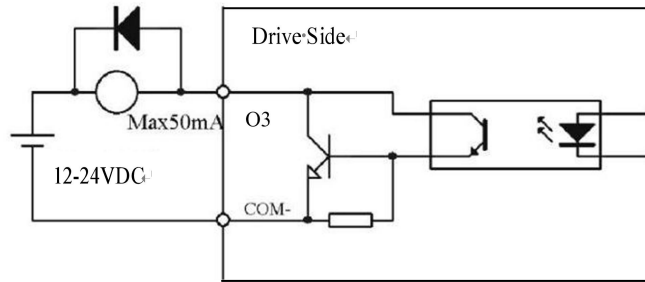 Drive Side
Max50mA
O3
12-24VDC
COM-